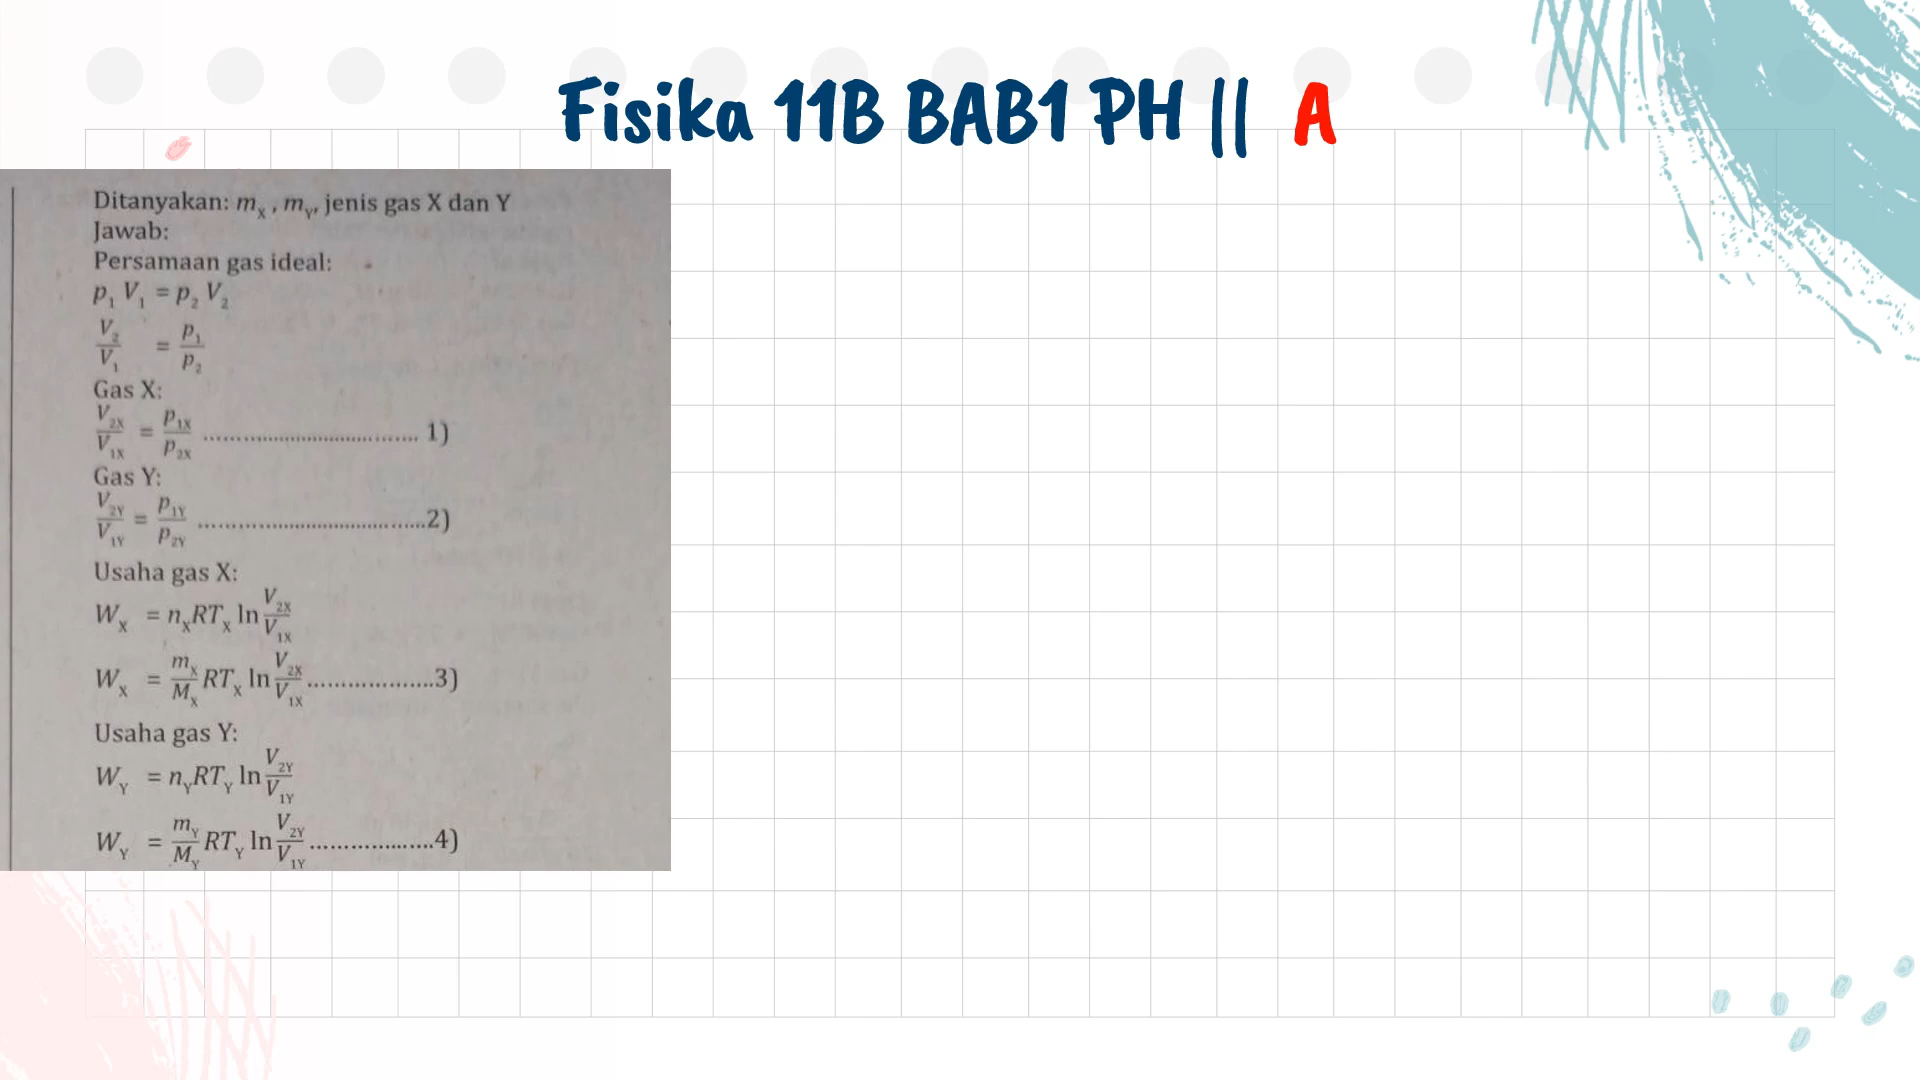 Fisika 11B BAB1 PH || A
Ditanyakan: m_X , m_Y, jenis gas X dan Y
Jawab:
Persamaan gas ideal:
p_1 V_1 = p_2 V_2
V_2/V_1 = p_1/p_2
Gas X:
V_2X/V_1X = p_1X/p_2X ...................................... 1)
Gas Y:
V_2Y/V_1Y = p_1Y/p_2Y ........................................2)
Usaha gas X:
W_X = n_X RT_X ln V_2X/V_1X
W_X = m_X/M_X RT_X ln V_2X/V_1X ...................3)
Usaha gas Y:
W_Y = n_Y RT_Y ln V_2Y/V_1Y
W_Y = m_Y/M_Y RT_Y ln V_2Y/V_1Y ...................4)